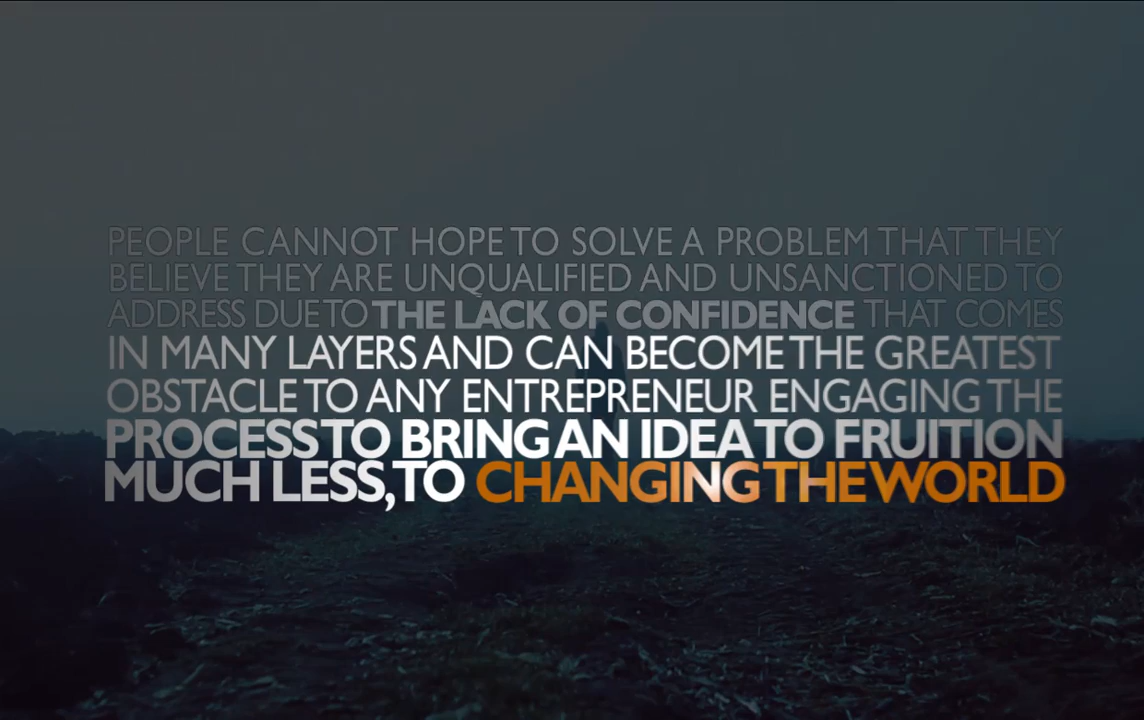 PEOPLE CANNOT HOPE TO SOLVE A PROBLEM THAT THEY
BELIEVE THEY ARE UNQUALIFIED AND UNSANCTIONED TO
ADDRESS DUE TO THE LACK OF CONFIDENCE THAT COMES
IN MANY LAYERS AND CAN BECOME THE GREATEST
OBSTACLE TO ANY ENTREPRENEUR ENGAGING THE
PROCESS TO BRING AN IDEA TO FRUITION
MUCH LESS, TO CHANGING THE WORLD